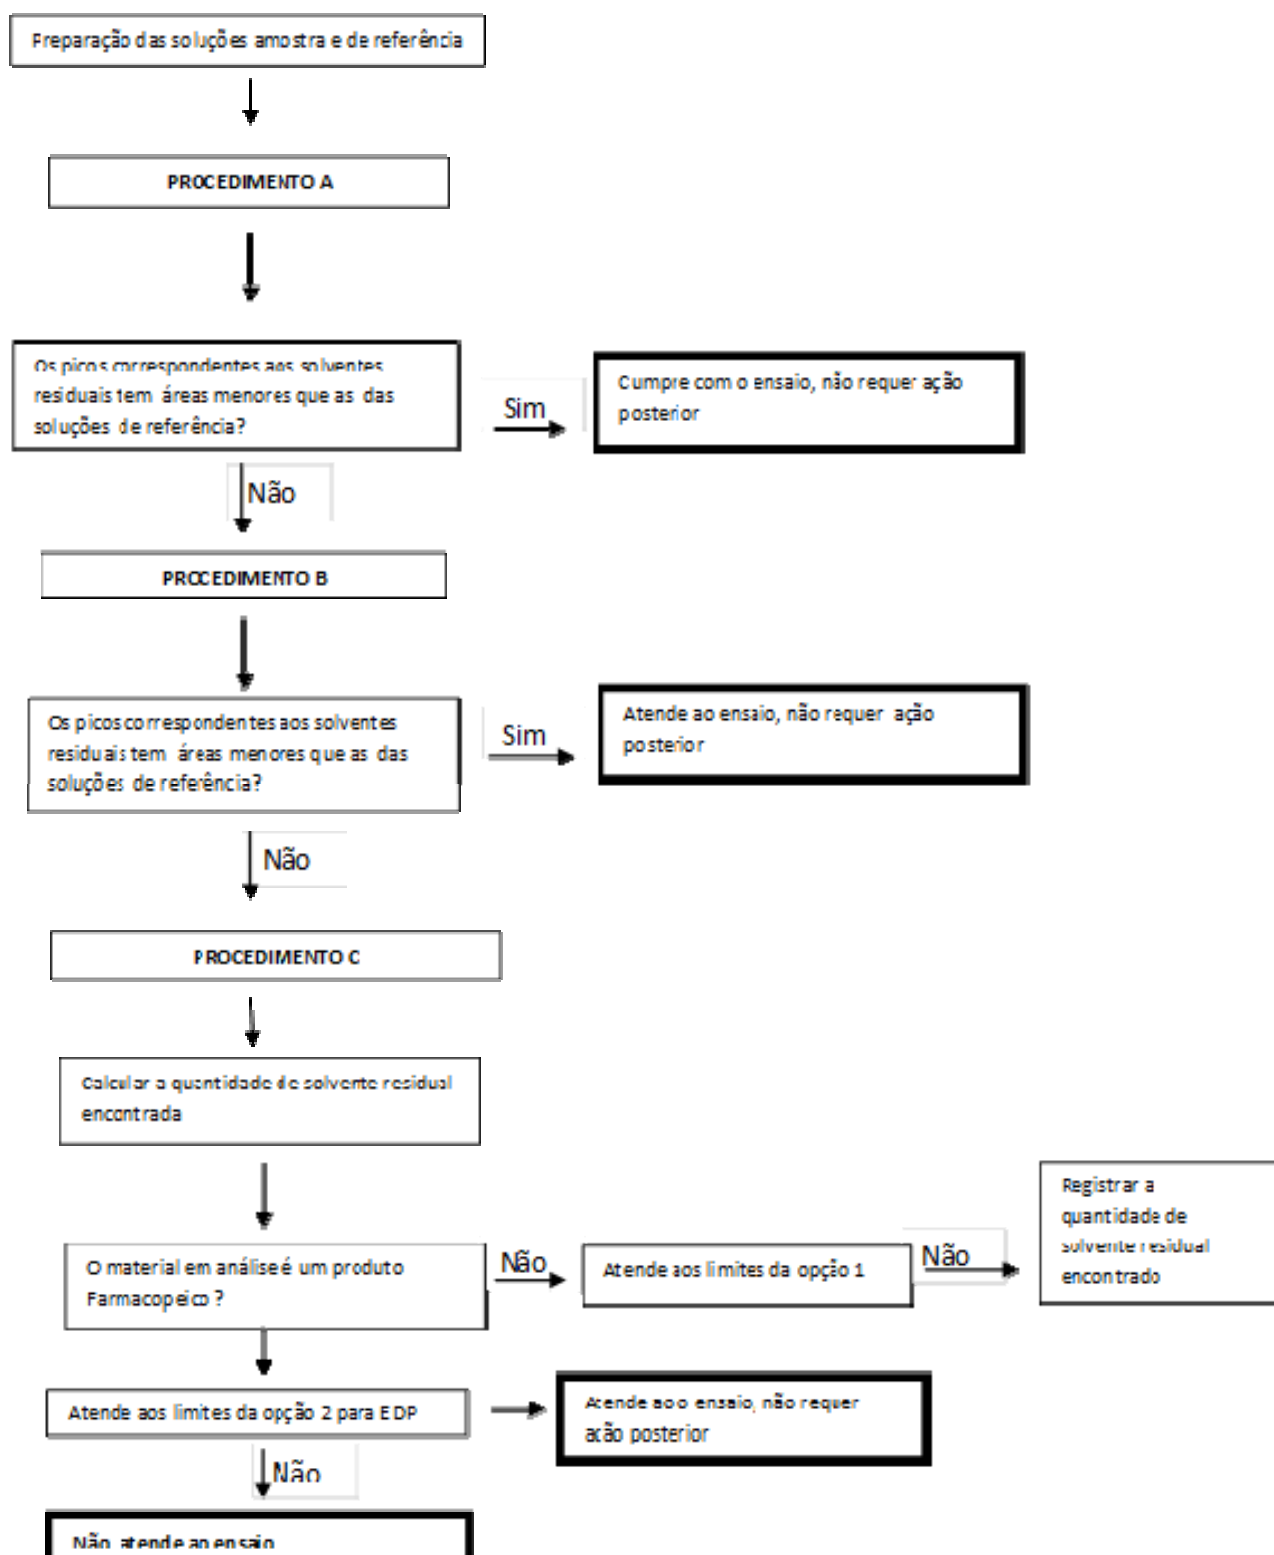 Preparação das soluções amostra e de referência
PROCEDIMENTO A
Os picos correspondentes aos solventes
residuais tem áreas menores que as das
soluções de referência?
Sim
Cumpre com o ensaio, não requer ação
posterior
Não
PROCEDIMENTO B
Os picos correspondentes aos solventes
residuais tem áreas menores que as das
soluções de referência?
Sim
Atende ao ensaio, não requer ação
posterior
Não
PROCEDIMENTO C
Calcular a quantidade de solvente residual
encontrada
O material em análise é um produto
Farmacopeico ?
Não
Atende aos limites da opção 1
Não
Registrar a
quantidade de
solvente residual
encontrado
Atende aos limites da opção 2 para EDP
Atende ao o ensaio, não requer
ação posterior
Não
Não atende ao ensaio